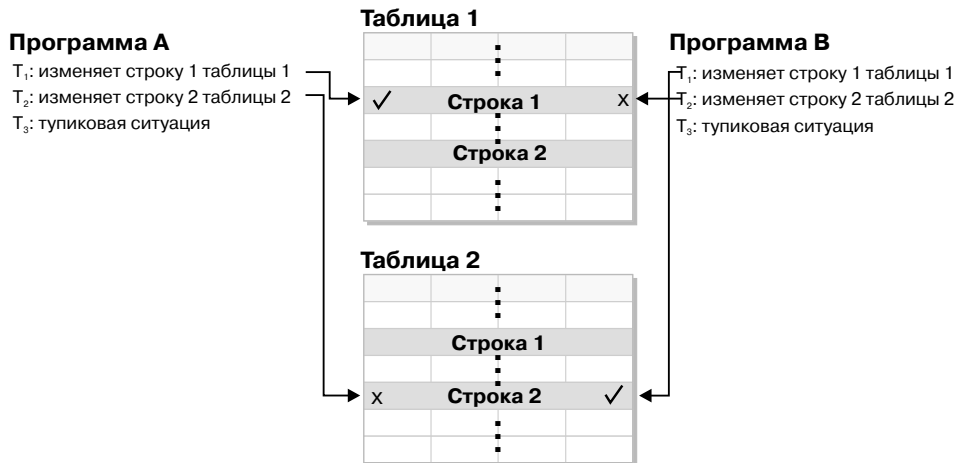 Таблица 1
Программа А
T₁: изменяет строку 1 таблицы 1
T₂: изменяет строку 2 таблицы 2
T₃: тупиковая ситуация
✓ Строка 1 x
Строка 2
Программа В
T₁: изменяет строку 1 таблицы 1
T₂: изменяет строку 2 таблицы 2
T₃: тупиковая ситуация
Таблица 2
Строка 1
x Строка 2 ✓